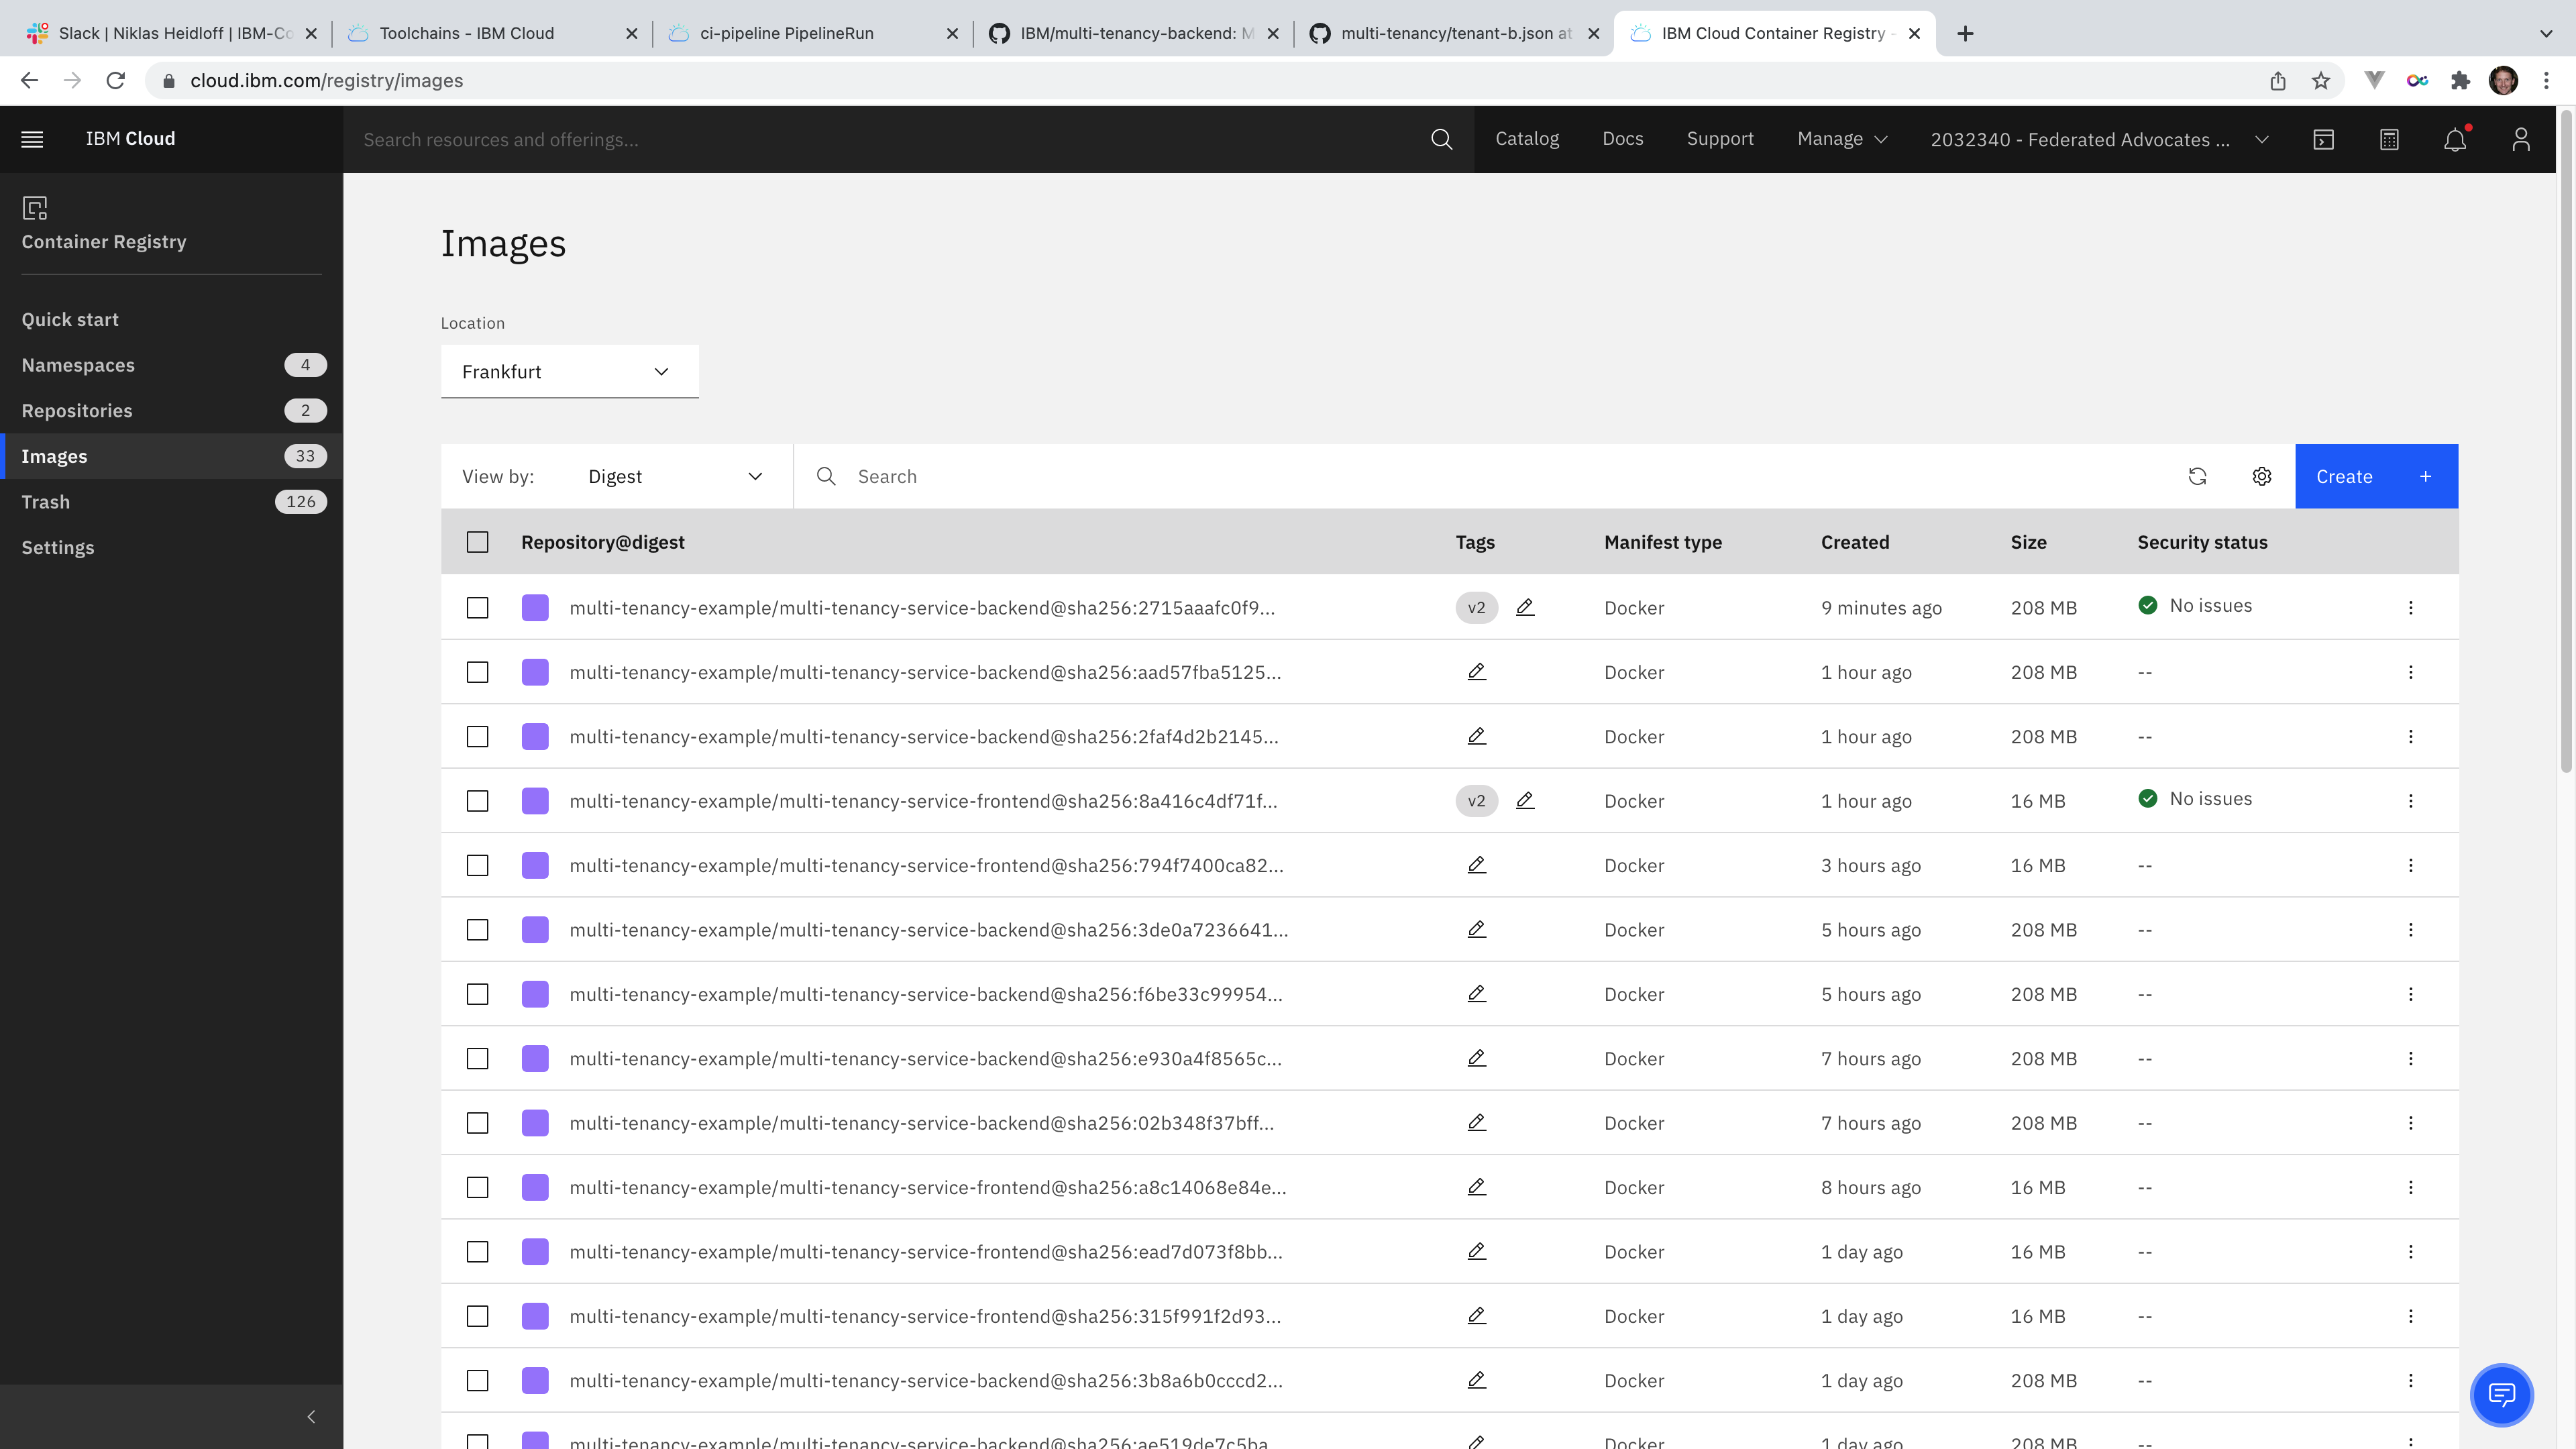 Slack | Niklas Heidloff | IBM-Co
Toolchains - IBM Cloud
ci-pipeline PipelineRun
IBM/multi-tenancy-backend: M
multi-tenancy/tenant-b.json at
IBM Cloud Container Registry -
cloud.ibm.com/registry/images
IBM Cloud
Search resources and offerings...
Catalog
Docs
Support
Manage
2032340 - Federated Advocates ...
Container Registry
Quick start
Namespaces 4
Repositories 2
Images 33
Trash 126
Settings
Images
Location
Frankfurt
View by: Digest
Search
Create +
Repository@digest Tags Manifest type Created Size Security status
multi-tenancy-example/multi-tenancy-service-backend@sha256:2715aaafc0f9... v2 Docker 9 minutes ago 208 MB No issues
multi-tenancy-example/multi-tenancy-service-backend@sha256:aad57fba5125... Docker 1 hour ago 208 MB --
multi-tenancy-example/multi-tenancy-service-backend@sha256:2faf4d2b2145... Docker 1 hour ago 208 MB --
multi-tenancy-example/multi-tenancy-service-frontend@sha256:8a416c4df71f... v2 Docker 1 hour ago 16 MB No issues
multi-tenancy-example/multi-tenancy-service-frontend@sha256:794f7400ca82... Docker 3 hours ago 16 MB --
multi-tenancy-example/multi-tenancy-service-backend@sha256:3de0a7236641... Docker 5 hours ago 208 MB --
multi-tenancy-example/multi-tenancy-service-backend@sha256:f6be33c99954... Docker 5 hours ago 208 MB --
multi-tenancy-example/multi-tenancy-service-backend@sha256:e930a4f8565c... Docker 7 hours ago 208 MB --
multi-tenancy-example/multi-tenancy-service-backend@sha256:02b348f37bff... Docker 7 hours ago 208 MB --
multi-tenancy-example/multi-tenancy-service-frontend@sha256:a8c14068e84e... Docker 8 hours ago 16 MB --
multi-tenancy-example/multi-tenancy-service-frontend@sha256:ead7d073f8bb... Docker 1 day ago 16 MB --
multi-tenancy-example/multi-tenancy-service-frontend@sha256:315f991f2d93... Docker 1 day ago 16 MB --
multi-tenancy-example/multi-tenancy-service-backend@sha256:3b8a6b0cccd2... Docker 1 day ago 208 MB --
multi-tenancy-example/multi-tenancy-service-backend@sha256:ae519de7c5ba... Docker 1 day ago 208 MB --